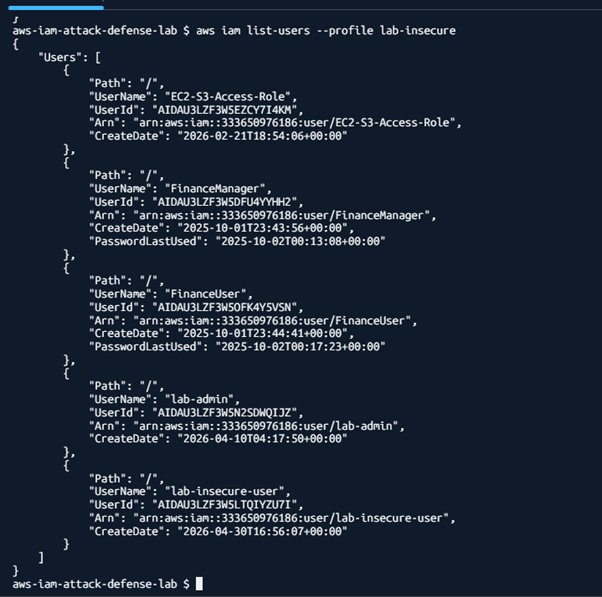 }
aws-iam-attack-defense-lab $ aws iam list-users --profile lab-insecure
{
    "Users": [
        {
            "Path": "/",
            "UserName": "EC2-S3-Access-Role",
            "UserId": "AIDAU3LZF3W5EZCY7I4KM",
            "Arn": "arn:aws:iam::333650976186:user/EC2-S3-Access-Role",
            "CreateDate": "2026-02-21T18:54:06+00:00"
        },
        {
            "Path": "/",
            "UserName": "FinanceManager",
            "UserId": "AIDAU3LZF3W5DFU4YYHH2",
            "Arn": "arn:aws:iam::333650976186:user/FinanceManager",
            "CreateDate": "2025-10-01T23:43:56+00:00",
            "PasswordLastUsed": "2025-10-02T00:13:08+00:00"
        },
        {
            "Path": "/",
            "UserName": "FinanceUser",
            "UserId": "AIDAU3LZF3W5OFK4Y5VSN",
            "Arn": "arn:aws:iam::333650976186:user/FinanceUser",
            "CreateDate": "2025-10-01T23:44:41+00:00",
            "PasswordLastUsed": "2025-10-02T00:17:23+00:00"
        },
        {
            "Path": "/",
            "UserName": "lab-admin",
            "UserId": "AIDAU3LZF3W5N2SDWQIJZ",
            "Arn": "arn:aws:iam::333650976186:user/lab-admin",
            "CreateDate": "2026-04-10T04:17:50+00:00"
        },
        {
            "Path": "/",
            "UserName": "lab-insecure-user",
            "UserId": "AIDAU3LZF3W5LTQIYZU7I",
            "Arn": "arn:aws:iam::333650976186:user/lab-insecure-user",
            "CreateDate": "2026-04-30T16:56:07+00:00"
        }
    ]
}
aws-iam-attack-defense-lab $